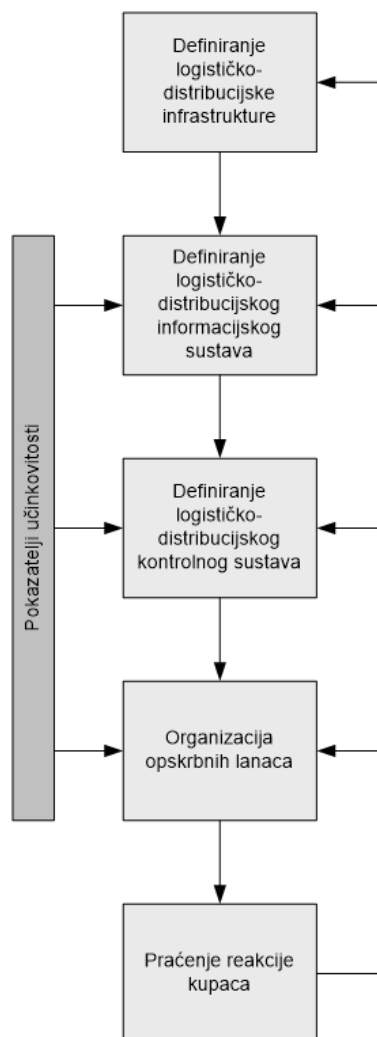 Definiranje
logističko-
distribucijske
infrastrukture
Definiranje
logističko-
distribucijskog
informacijskog
sustava
Pokazatelji učinkovitosti
Definiranje
logističko-
distribucijskog
kontrolnog sustava
Organizacija
opskrbnih lanaca
Praćenje reakcije
kupaca